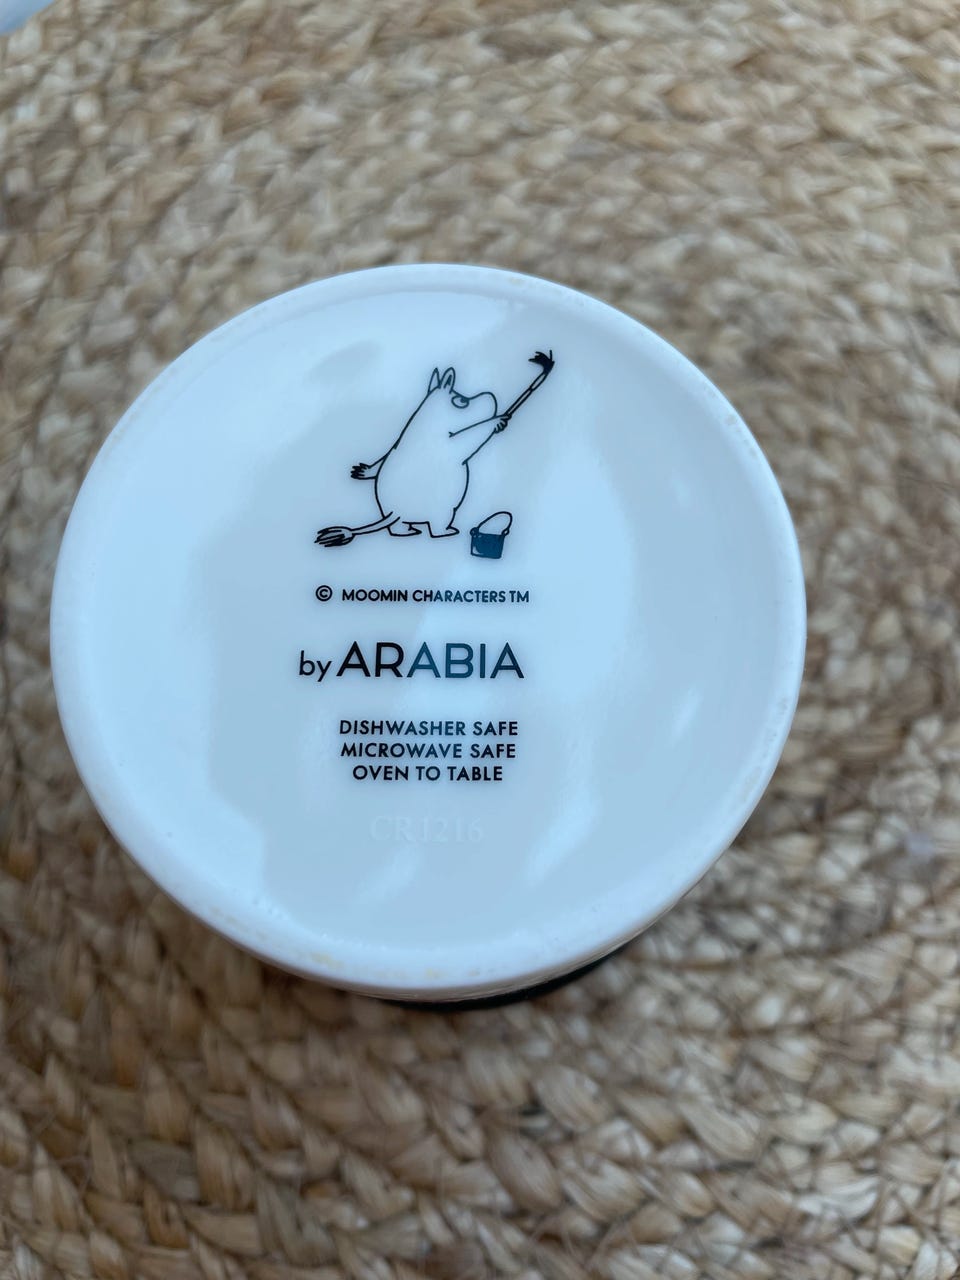 © MOOMIN CHARACTERS TM
by ARABIA
DISHWASHER SAFE
MICROWAVE SAFE
OVEN TO TABLE
CR1216